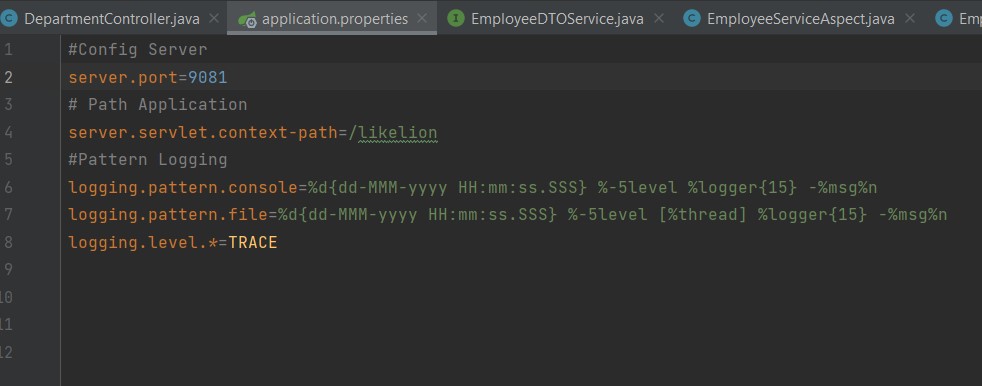 DepartmentController.java application.properties EmployeeDTOService.java EmployeeServiceAspect.java Emp
1 #Config Server
2 server.port=9081
3 # Path Application
4 server.servlet.context-path=/likelion
5 #Pattern Logging
6 logging.pattern.console=%d{dd-MMM-yyyy HH:mm:ss.SSS} %-5level %logger{15} -%msg%n
7 logging.pattern.file=%d{dd-MMM-yyyy HH:mm:ss.SSS} %-5level [%thread] %logger{15} -%msg%n
8 logging.level.*=TRACE
9
10
11
12